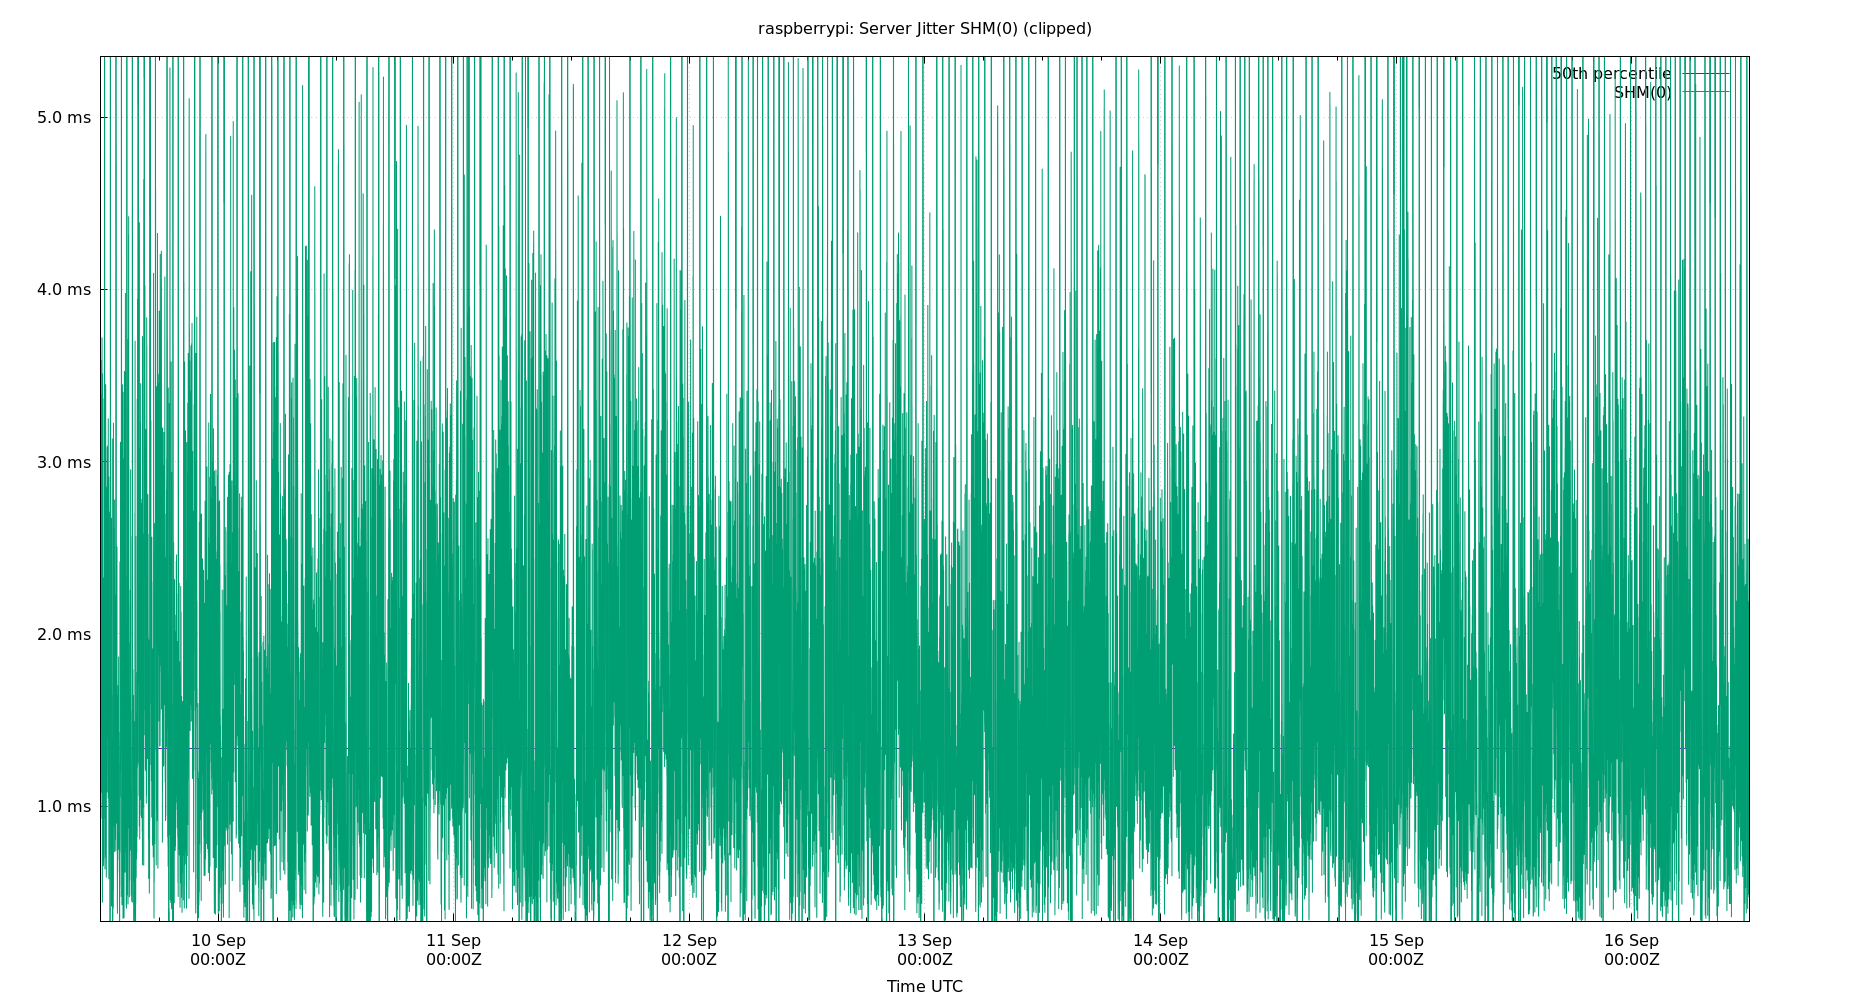 raspberrypi: Server Jitter SHM(0) (clipped)
50th percentile
SHM(0)
5.0 ms
4.0 ms
3.0 ms
2.0 ms
1.0 ms
10 Sep 11 Sep 12 Sep 13 Sep 14 Sep 15 Sep 16 Sep
00:00Z 00:00Z 00:00Z 00:00Z 00:00Z 00:00Z 00:00Z
Time UTC